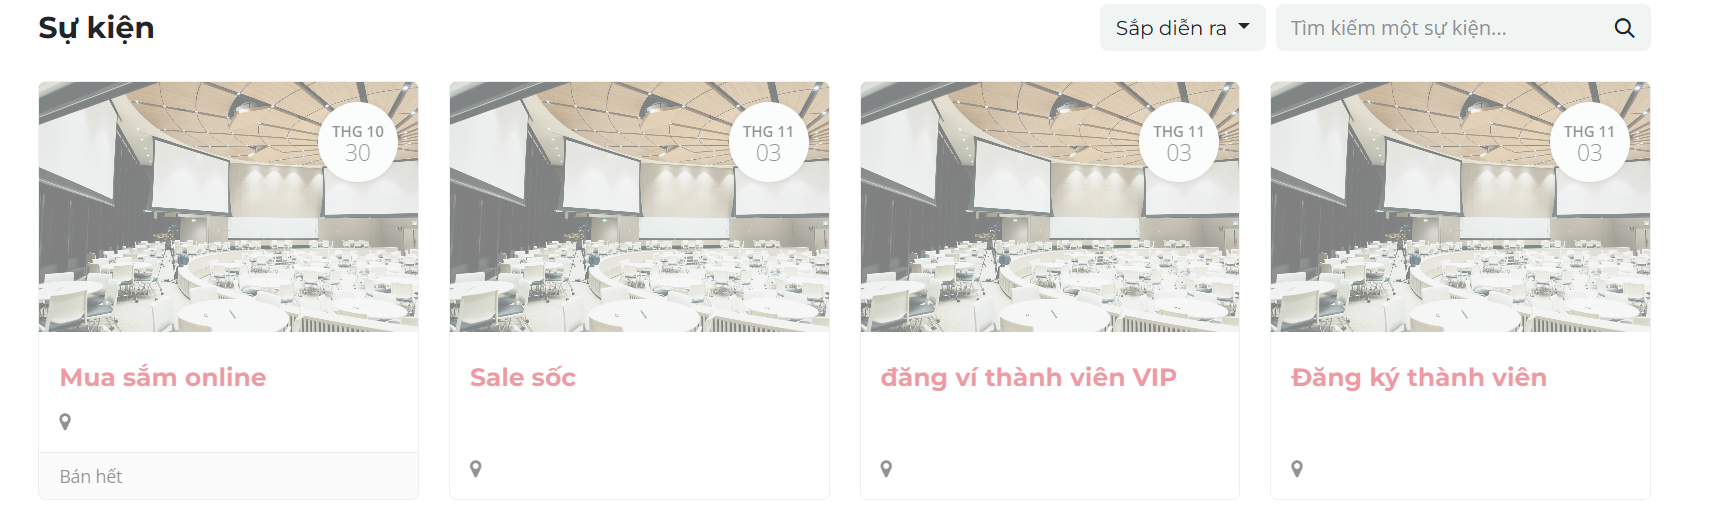 Sự kiện
Sắp diễn ra
Tìm kiếm một sự kiện...
THG 10
30
THG 11
03
THG 11
03
THG 11
03
Mua sắm online
Sale sốc
đăng ví thành viên VIP
Đăng ký thành viên
Bán hết